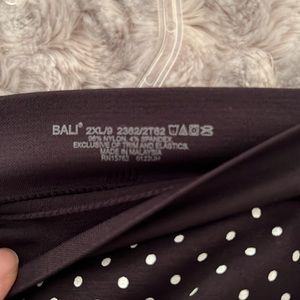 BALI® 2XL/9 2362/2T62
96% NYLON, 4% SPANDEX
EXCLUSIVE OF TRIM AND ELASTICS.
MADE IN MALAYSIA
RN15763